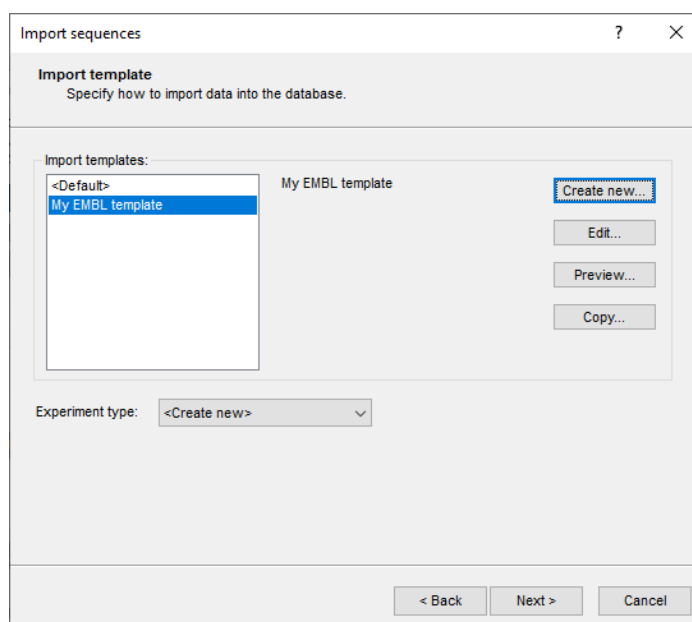 Import sequences
?
Import template
Specify how to import data into the database.
Import templates:
<Default>
My EMBL template
My EMBL template
Create new...
Edit...
Preview...
Copy...
Experiment type:
<Create new>
< Back
Next >
Cancel